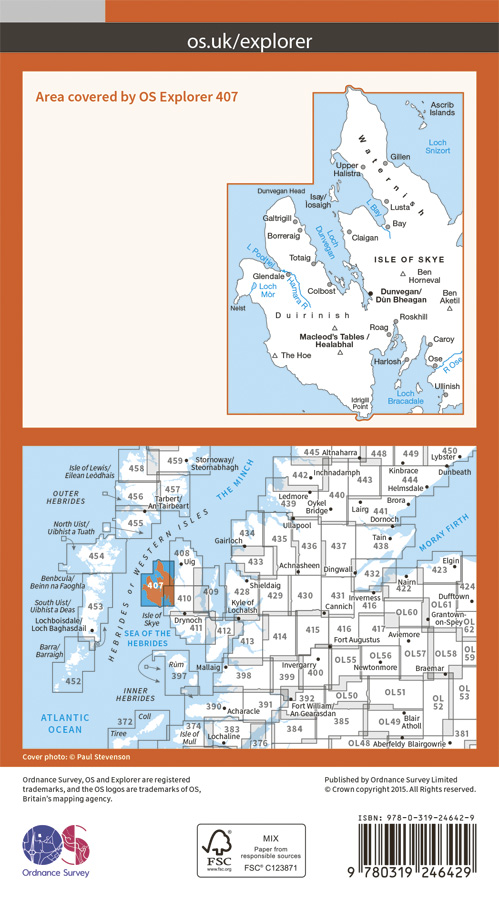 os.uk/explorer
Area covered by OS Explorer 407
Ascrib
Islands
Loch
Snizort
Waternish
Gillen
Upper
Halistra
Dunvegan Head
Isay/
Ìosaigh
L Bay
Lusta
Bay
Galtrigill
Borreraig
Loch
Dunvegan
Claigan
L Pooltiel
Totaig
ISLE OF SKYE
Glendale
Hamara R
Ben
Horneval
Loch
Mòr
Colbost
Dunvegan/
Dùn Bheagan
Ben
Aketil
Neist
Duirinish
Roskhill
Roag
Macleod's Tables /
Healabhal
Caroy
The Hoe
Harlosh
Ose
R Ose
Ullinish
Loch
Bracadale
Idrigill
Point
459
Stornoway/
Steornabhagh
458
Isle of Lewis/
Eilean Leòdhais
THE MINCH
445
Altnaharra
448
449
450
Lybster
Inchnadamph
442
443
Kinbrace
Dunbeath
444
Helmsdale
OUTER
HEBRIDES
456
457
Tarbert/
An Tairbeart
Ledmore
439
Oykel
Bridge
440
Lairg
441
Brora
455
North Uist/
Uibhist a Tuath
HEBRIDES or WESTERN ISLES
Ullapool
Dornoch
MORAY FIRTH
434
Gairloch
435
436
437
Tain
438
454
408
Uig
433
Achnasheen
Dingwall
432
Nairn
Elgin
423
424
Benbecula/
Beinn na Faoghla
407
410
409
Shieldaig
428
429
430
431
Inverness
416
422
Dufftown
South Uist/
Uibhist a Deas
453
Kyle of
Lochalsh
Cannich
OL60
OL61
Grantown-
on-Spey
OL
62
Lochboisdale/
Loch Baghasdail
Isle of
Skye
Drynoch
411
412
413
414
415
416
417
Fort Augustus
Aviemore
SEA OF THE
HEBRIDES
Barra/
Barraigh
452
Rùm
397
Mallaig
398
Invergarry
399
400
OL55
OL56
Newtonmore
OL57
Braemar
OL58
OL
59
INNER
HEBRIDES
390
391
Acharacle
392
Fort William/
An Gearasdan
OL50
OL51
OL
52
OL
53
ATLANTIC
OCEAN
372
Coll
Tiree
374
Isle of
Mull
383
Lochaline
376
384
385
OL49
Blair
Atholl
OL48
Aberfeldy
Blairgowrie
381
Cover photo: © Paul Stevenson
Ordnance Survey, OS and Explorer are registered
trademarks, and the OS logos are trademarks of OS,
Britain's mapping agency.
Published by Ordnance Survey Limited
© Crown copyright 2015. All Rights reserved.
Ordnance Survey
FSC
www.fsc.org
MIX
Paper from
responsible sources
FSC® C123871
ISBN: 978-0-319-24642-9
9 780319 246429